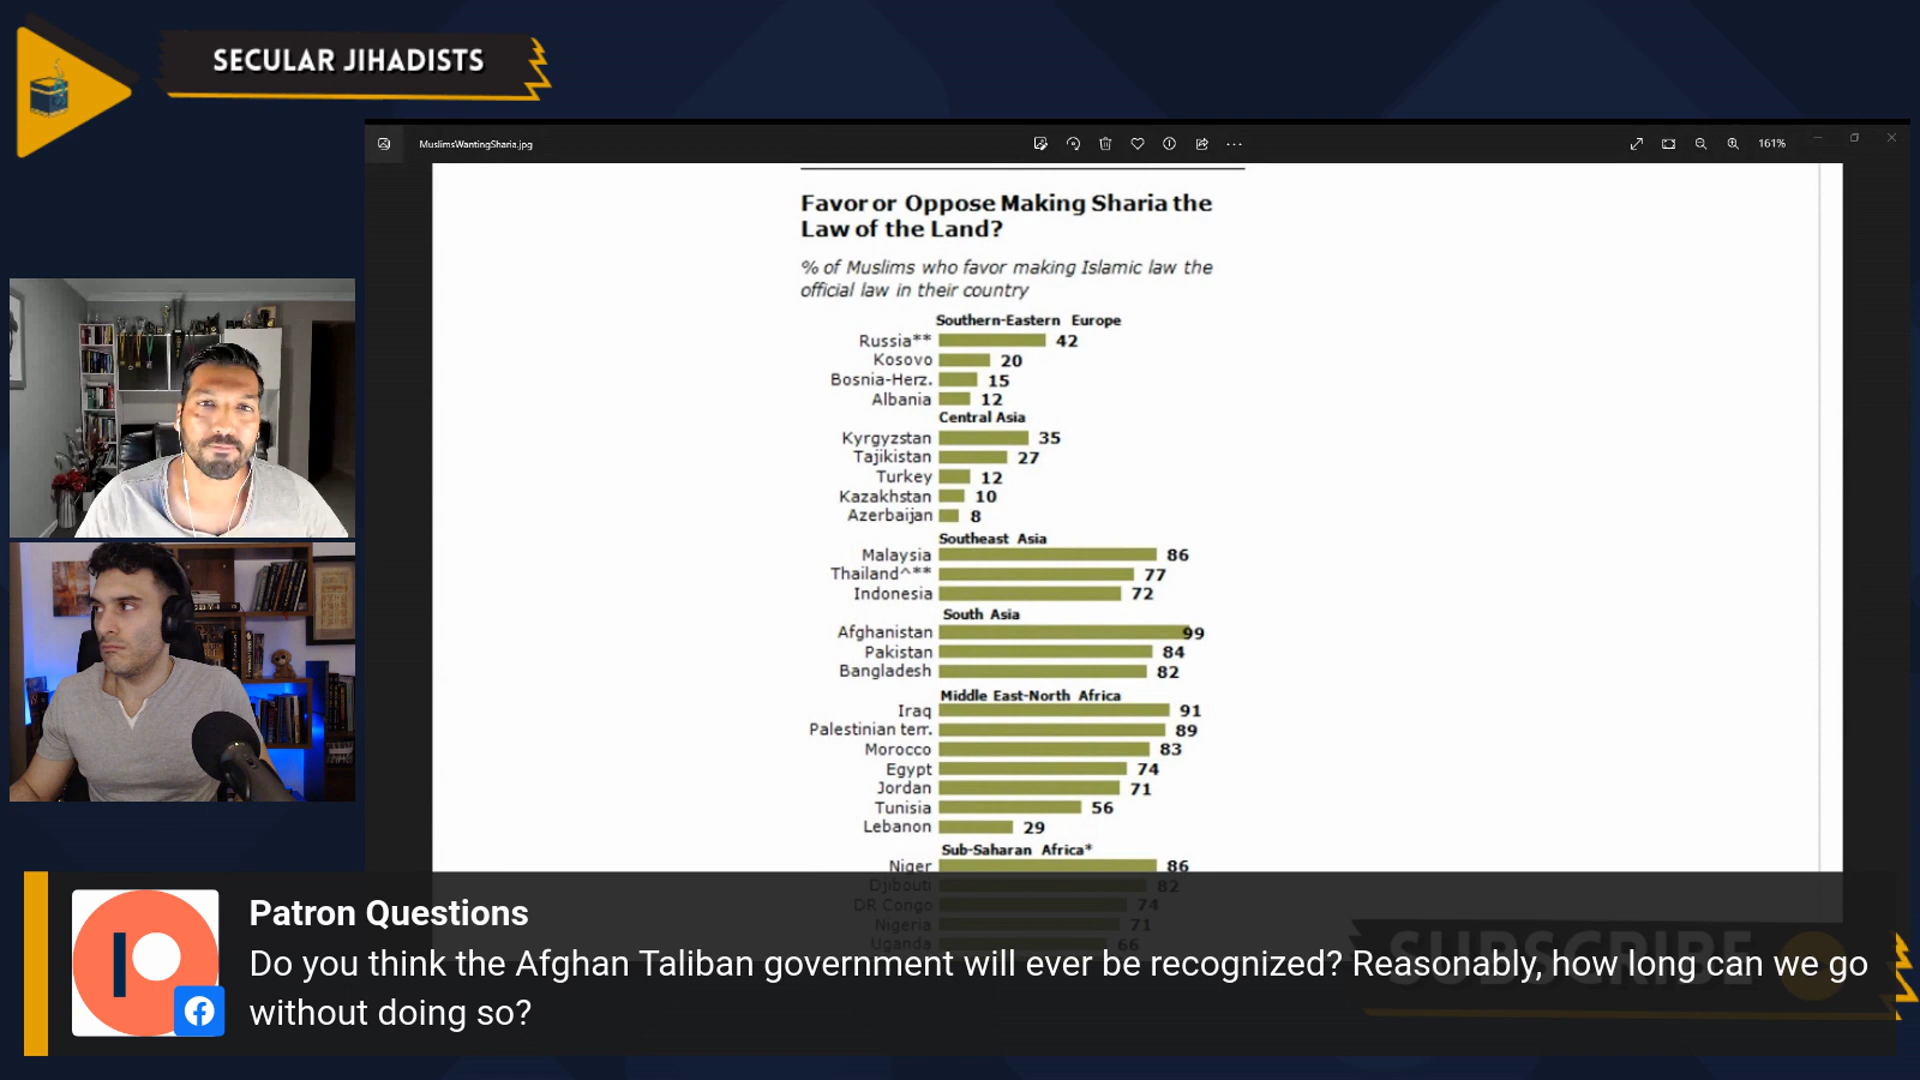 SECULAR JIHADISTS
MuslimsWantingSharia.jpg
161%
Favor or Oppose Making Sharia the
Law of the Land?
% of Muslims who favor making Islamic law the
official law in their country
Southern-Eastern Europe
Russia** 42
Kosovo 20
Bosnia-Herz. 15
Albania 12
Central Asia
Kyrgyzstan 35
Tajikistan 27
Turkey 12
Kazakhstan 10
Azerbaijan 8
Southeast Asia
Malaysia 86
Thailand^** 77
Indonesia 72
South Asia
Afghanistan 99
Pakistan 84
Bangladesh 82
Middle East-North Africa
Iraq 91
Palestinian terr. 89
Morocco 83
Egypt 74
Jordan 71
Tunisia 56
Lebanon 29
Sub-Saharan Africa*
Niger 86
Djibouti 82
DR Congo 74
Nigeria 71
Uganda 66
SUBSCRIBE
Patron Questions
Do you think the Afghan Taliban government will ever be recognized? Reasonably, how long can we go
without doing so?